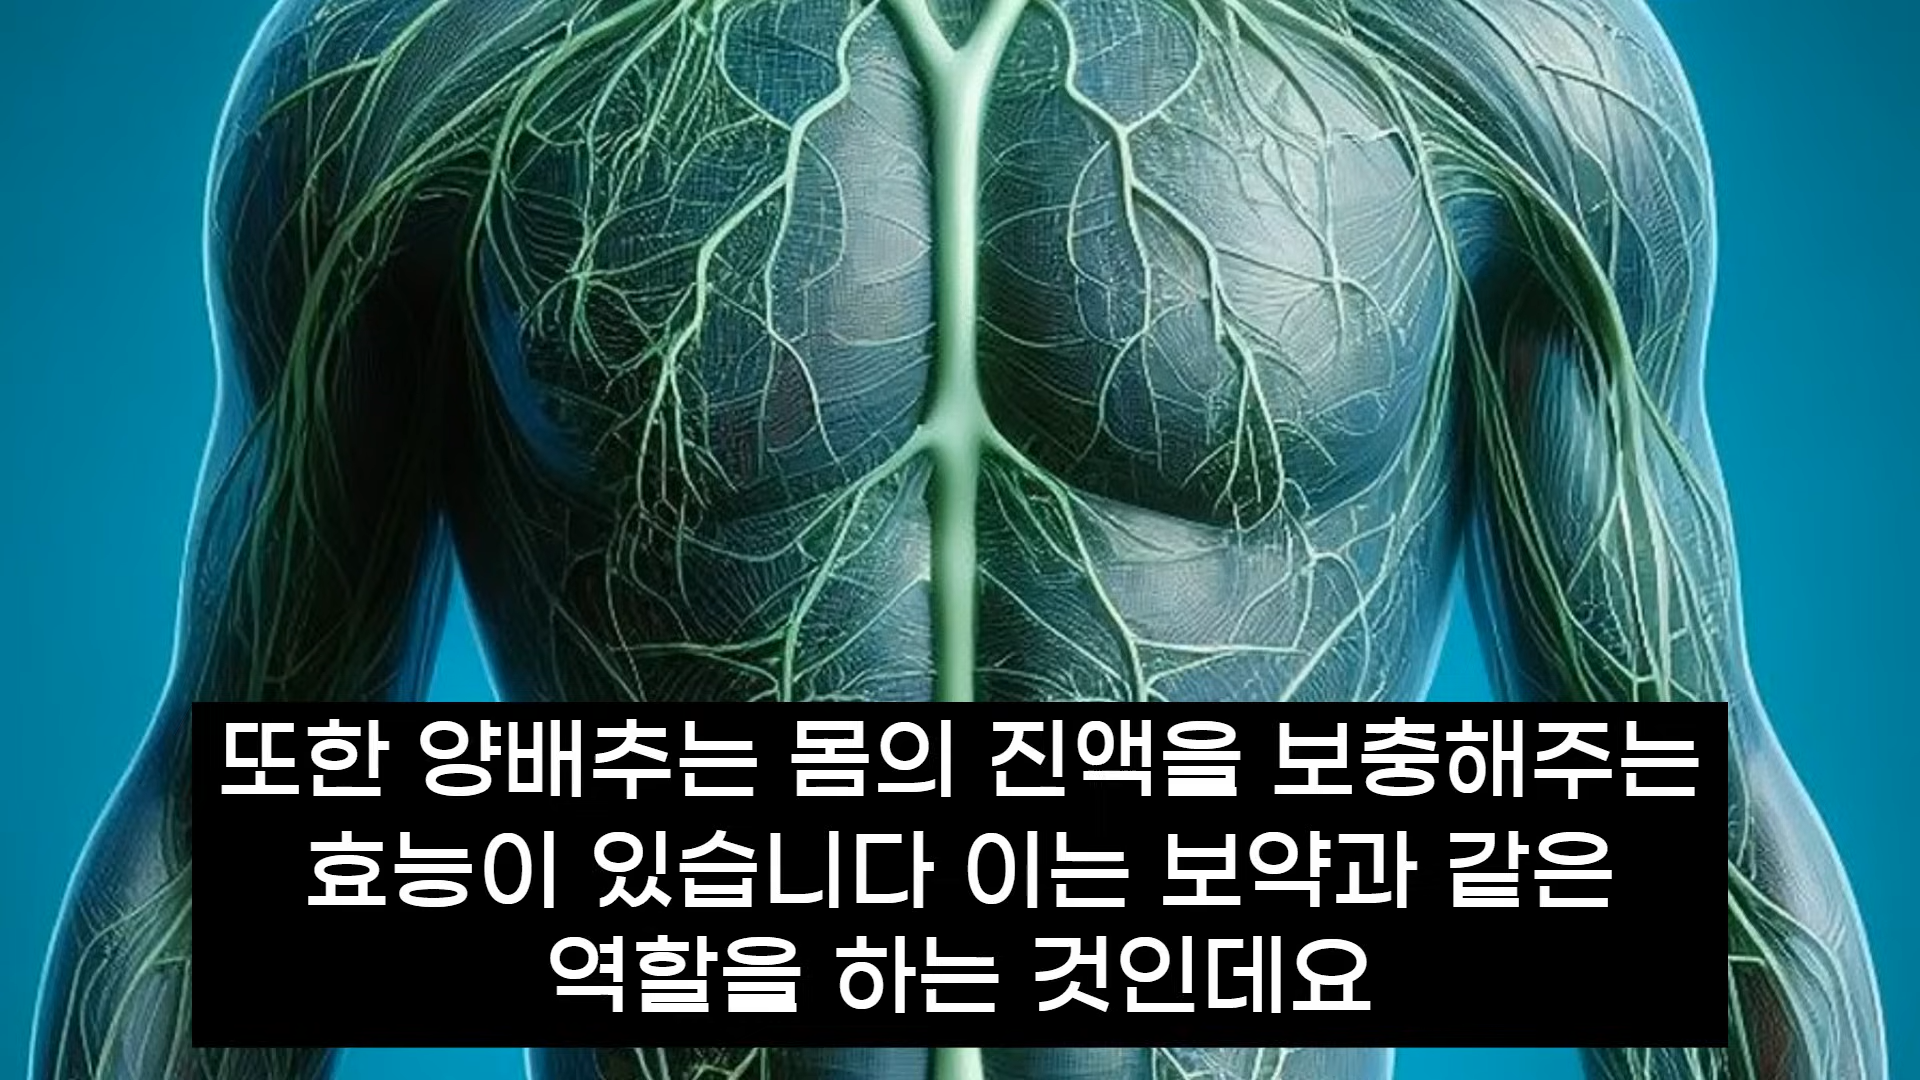 또한 양배추는 몸의 진액을 보충해주는
효능이 있습니다 이는 보약과 같은
역할을 하는 것인데요